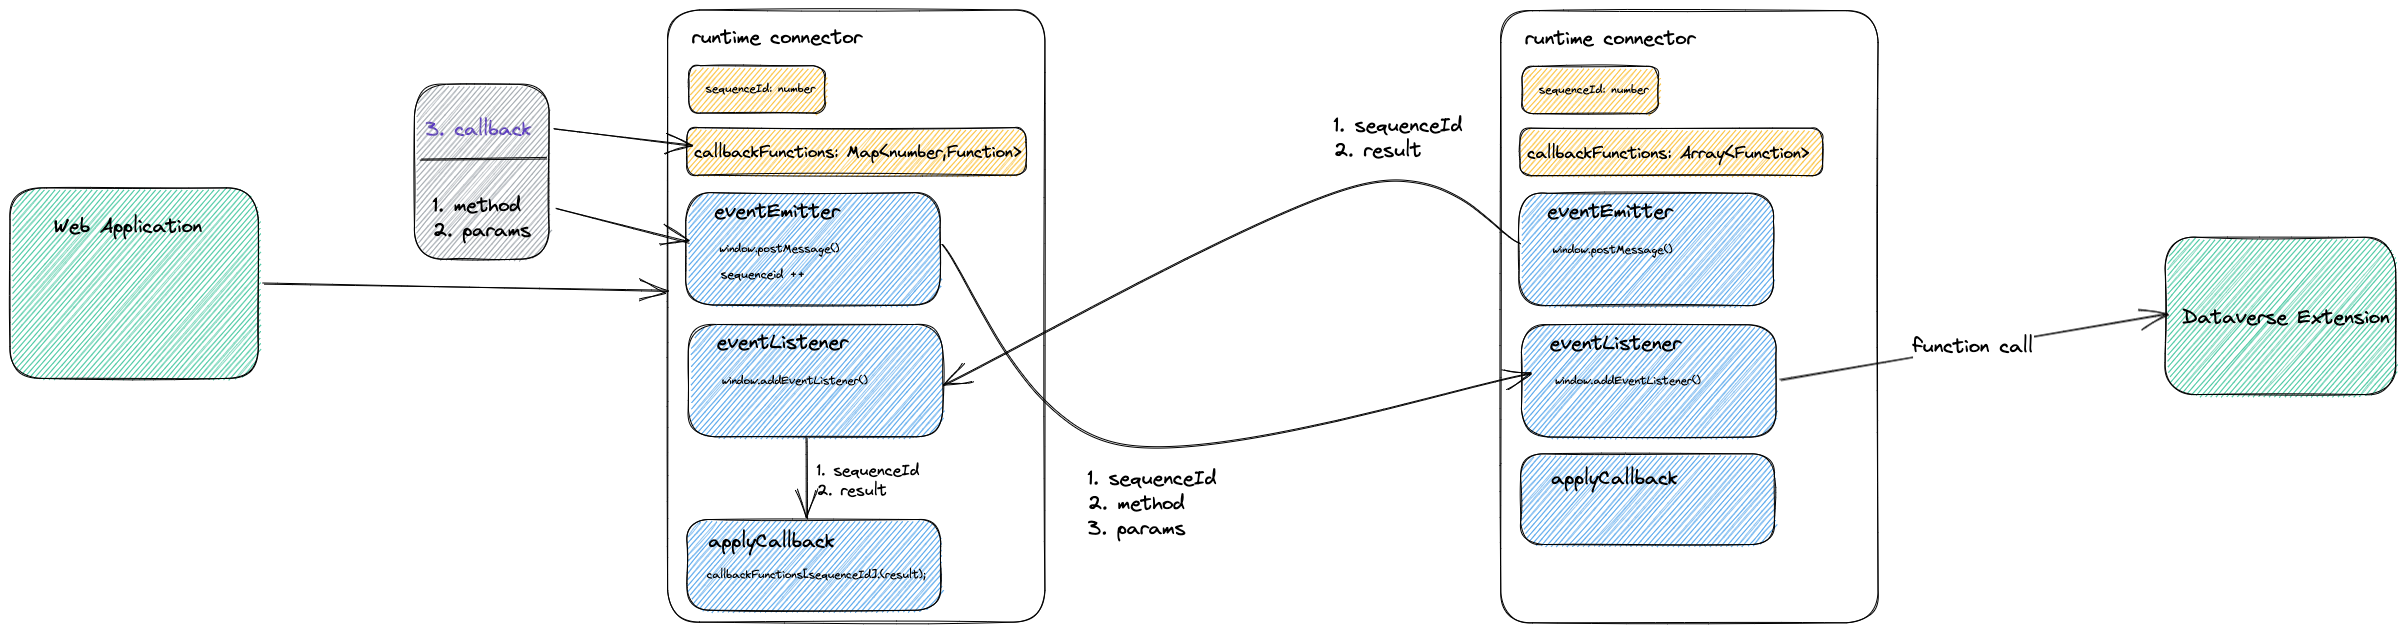 Web Application
3. callback
1. method
2. params
runtime connector
sequenceId: number
callbackFunctions: Map<number,Function>
eventEmitter
window.postMessage()
sequenceid ++
eventListener
window.addEventListener()
1. sequenceId
2. result
applyCallback
callbackFunctions[sequenceId].(result);
1. sequenceId
2. method
3. params
1. sequenceId
2. result
runtime connector
sequenceId: number
callbackFunctions: Array<Function>
eventEmitter
window.postMessage()
eventListener
window.addEventListener()
applyCallback
function call
Dataverse Extension